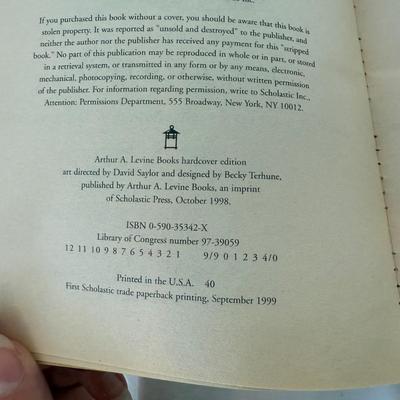 Inc.
If you purchased this book without a cover, you should be aware that this book is
stolen property. It was reported as "unsold and destroyed" to the publisher, and
neither the author nor the publisher has received any payment for this "stripped
book." No part of this publication may be reproduced in whole or in part, or stored
in a retrieval system, or transmitted in any form or by any means, electronic,
mechanical, photocopying, recording, or otherwise, without written permission
of the publisher. For information regarding permission, write to Scholastic Inc.,
Attention: Permissions Department, 555 Broadway, New York, NY 10012.
Arthur A. Levine Books hardcover edition
art directed by David Saylor and designed by Becky Terhune,
published by Arthur A. Levine Books, an imprint
of Scholastic Press, October 1998.
ISBN 0-590-35342-X
Library of Congress number 97-39059
12 11 10 9 8 7 6 5 4 3 2 1 9/9 0 1 2 3 4/0
Printed in the U.S.A. 40
First Scholastic trade paperback printing, September 1999